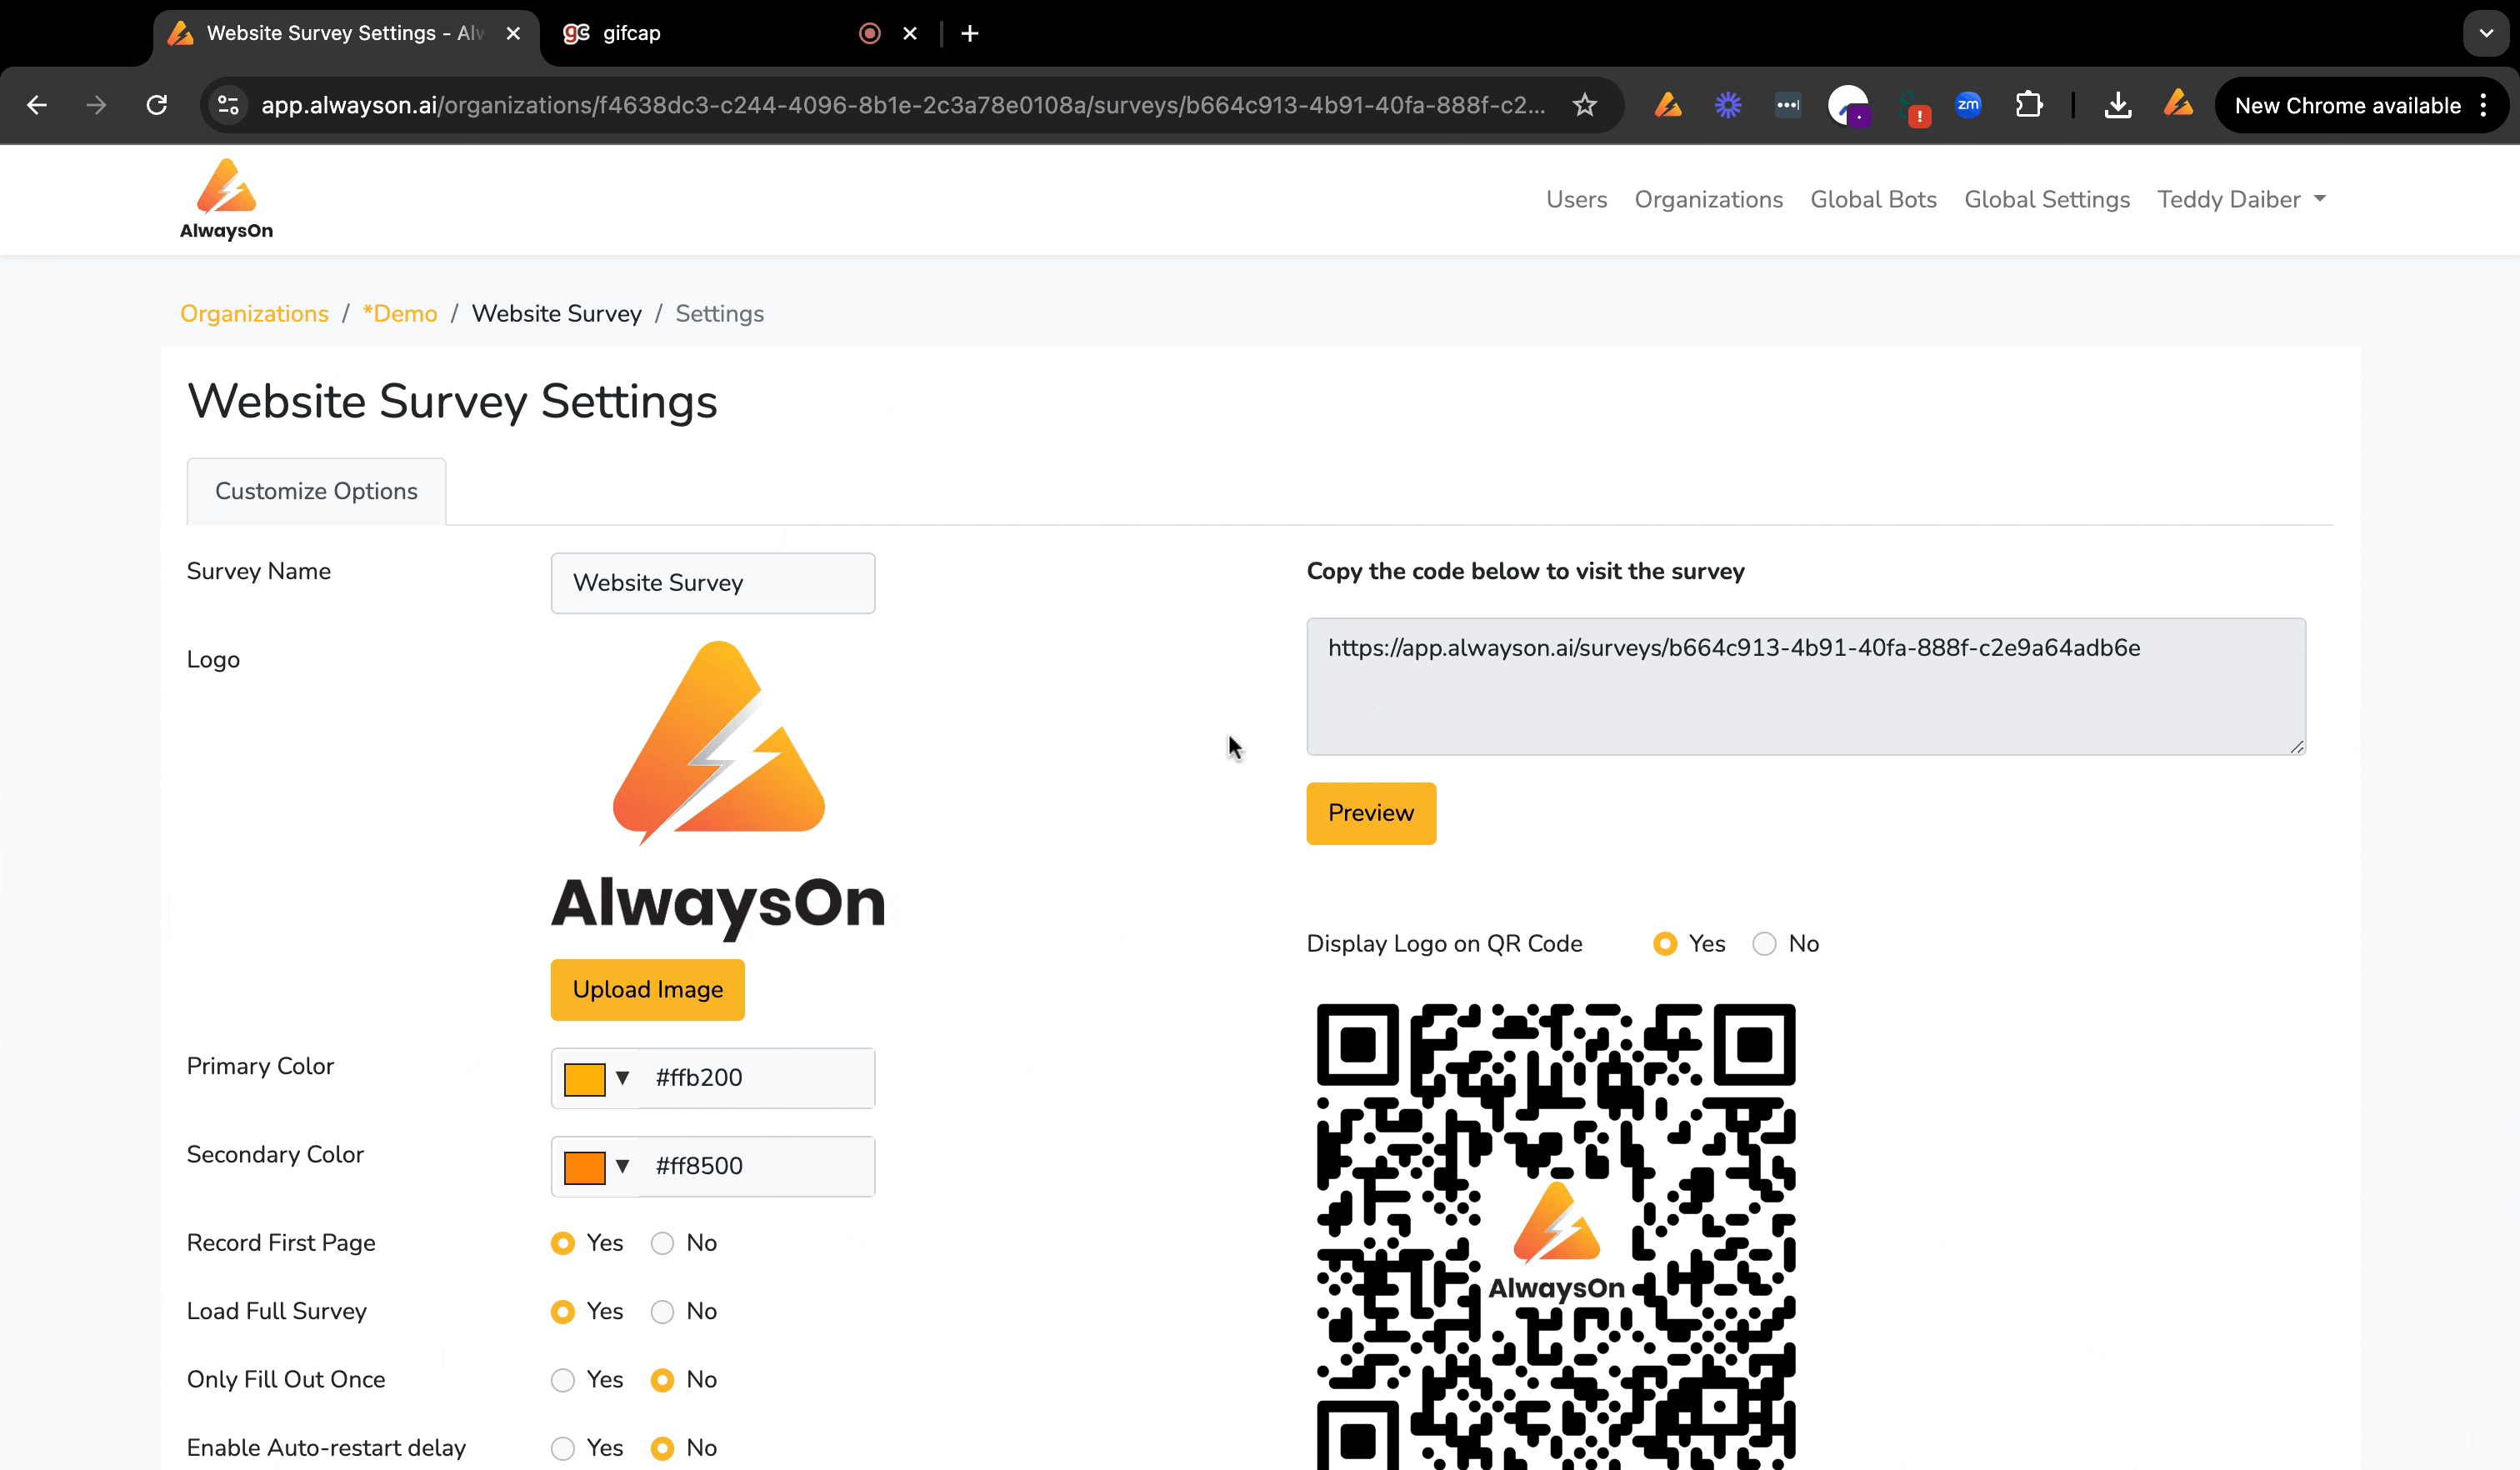 Website Survey Settings - Alw
gc gifcap
app.alwayson.ai/organizations/f4638dc3-c244-4096-8b1e-2c3a78e0108a/surveys/b664c913-4b91-40fa-888f-c2...
zm
New Chrome available
AlwaysOn
Users Organizations Global Bots Global Settings Teddy Daiber
Organizations / *Demo / Website Survey / Settings
Website Survey Settings
Customize Options
Survey Name
Website Survey
Logo
AlwaysOn
Upload Image
Primary Color
#ffb200
Secondary Color
#ff8500
Record First Page Yes No
Load Full Survey Yes No
Only Fill Out Once Yes No
Enable Auto-restart delay Yes No
Copy the code below to visit the survey
https://app.alwayson.ai/surveys/b664c913-4b91-40fa-888f-c2e9a64adb6e
Preview
Display Logo on QR Code Yes No
AlwaysOn